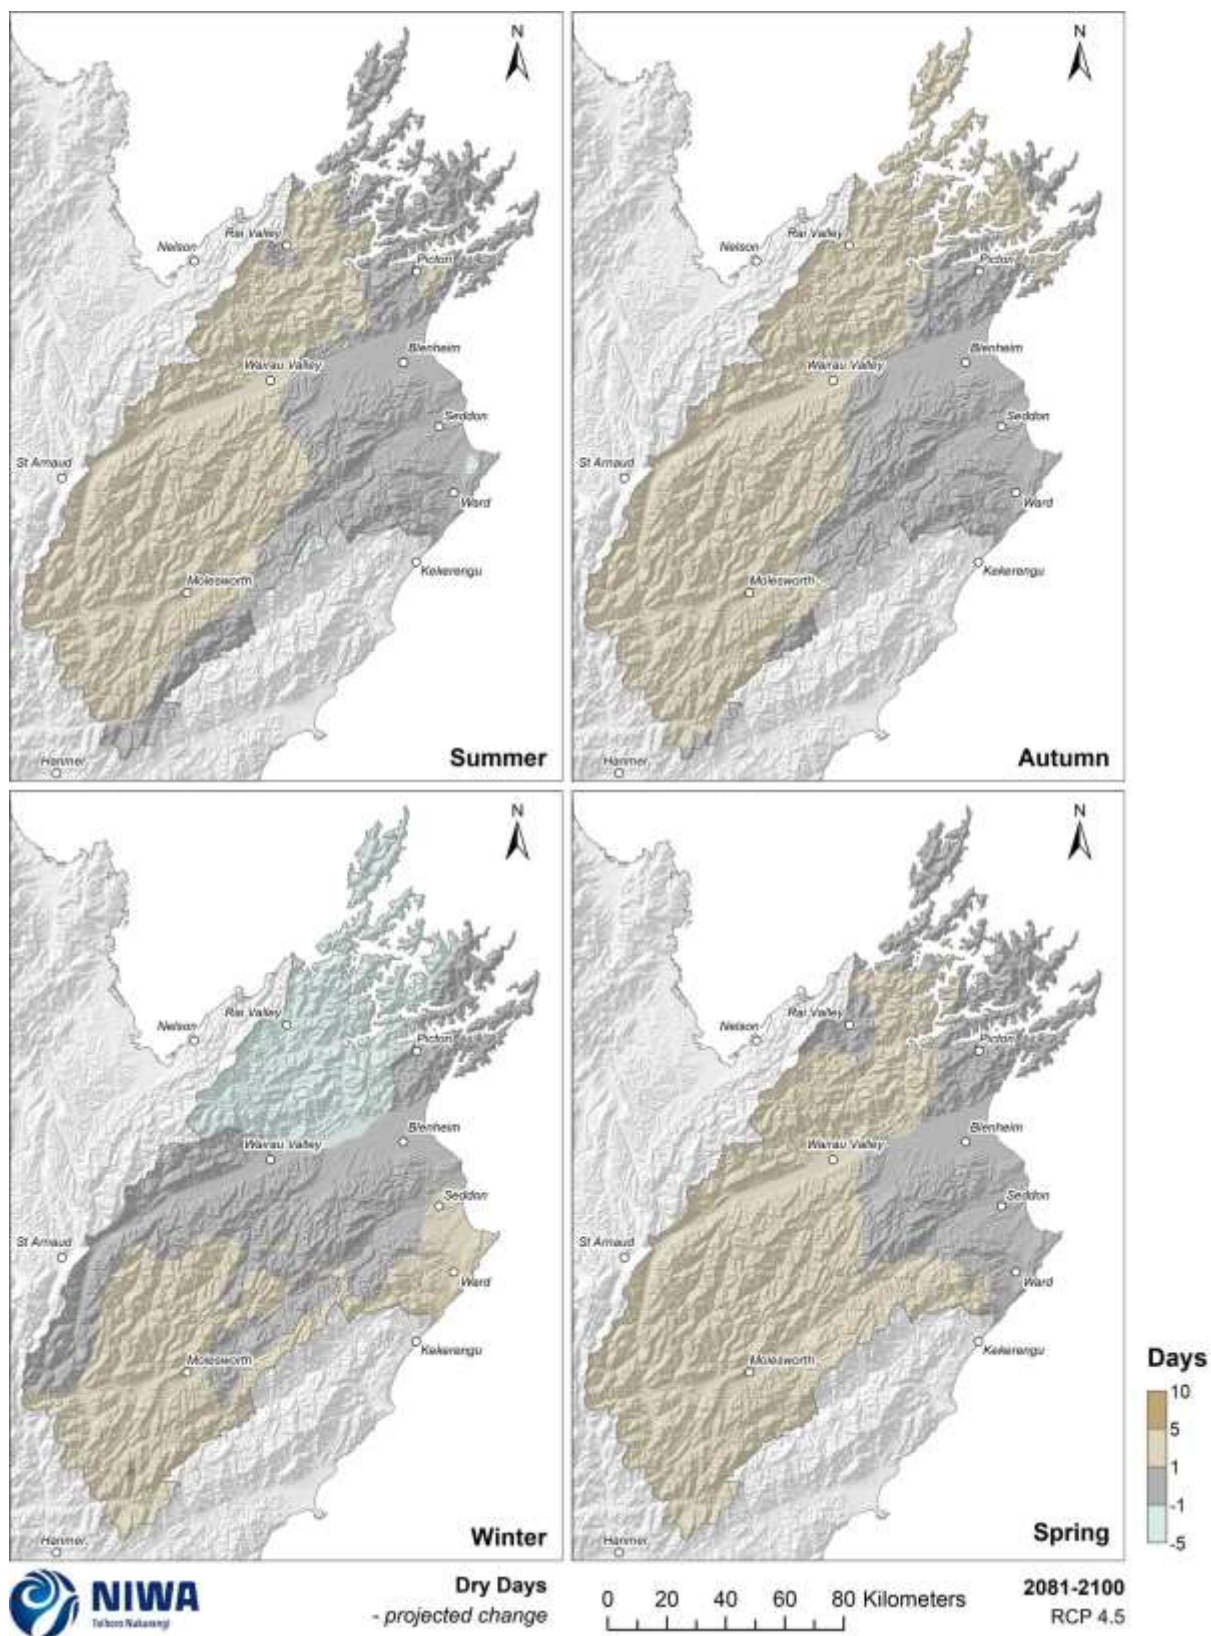 N
Nelson
Rai Valley
Picton
Wairau Valley
Blenheim
Seddon
St Arnaud
Ward
Kekerengu
Molesworth
Hanmer
Summer
N
Nelson
Rai Valley
Picton
Wairau Valley
Blenheim
Seddon
St Arnaud
Ward
Kekerengu
Molesworth
Hanmer
Autumn
N
Nelson
Rai Valley
Picton
Wairau Valley
Blenheim
Seddon
St Arnaud
Ward
Kekerengu
Molesworth
Hanmer
Winter
N
Nelson
Rai Valley
Picton
Wairau Valley
Blenheim
Seddon
St Arnaud
Ward
Kekerengu
Molesworth
Hanmer
Spring
Days
10
5
1
-1
-5
NIWA
Taihoro Nukurangi
Dry Days
- projected change
0 20 40 60 80 Kilometers
2081-2100
RCP 4.5